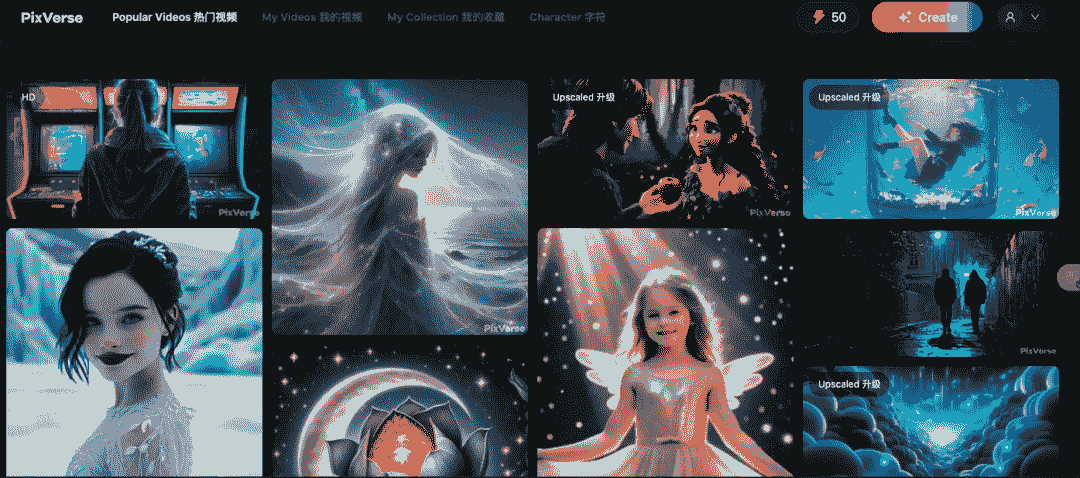 PixVerse Popular Videos 热门视频 My Videos 我的视频 My Collection 我的收藏 Character 字符 50 Create
HD
Upscaled 升级
Upscaled 升级
PixVerse
PixVerse
PixVerse
PixVerse
PixVerse
Upscaled 升级